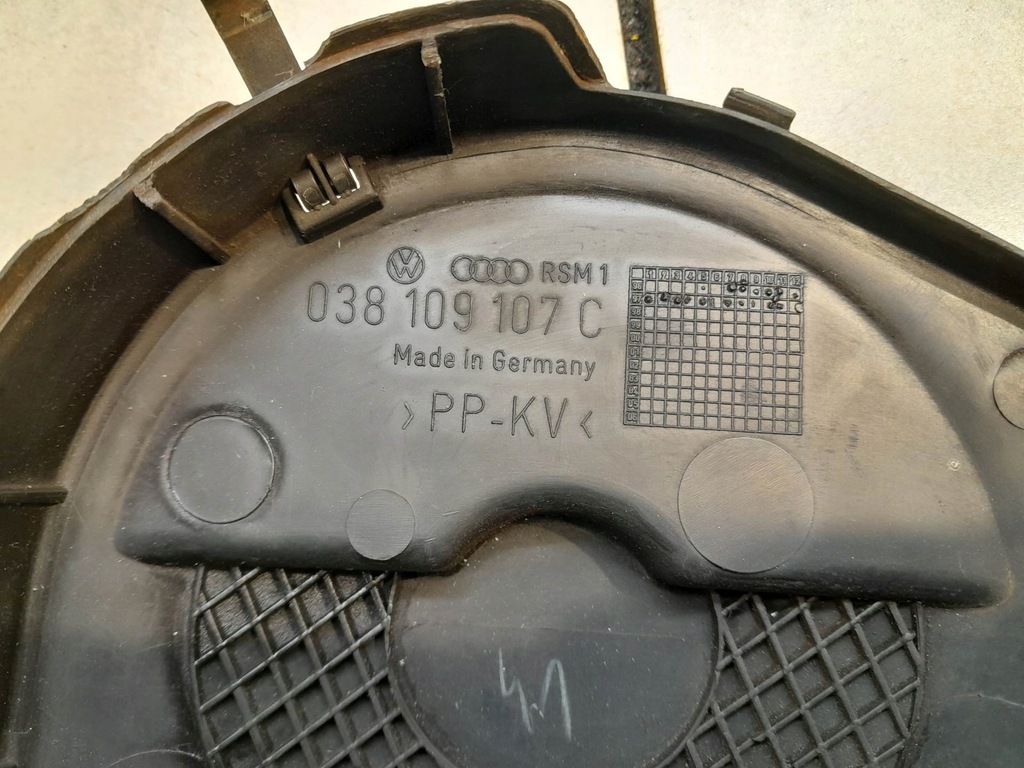 RSM 1
038 109 107 C
Made in Germany
>PP-KV<